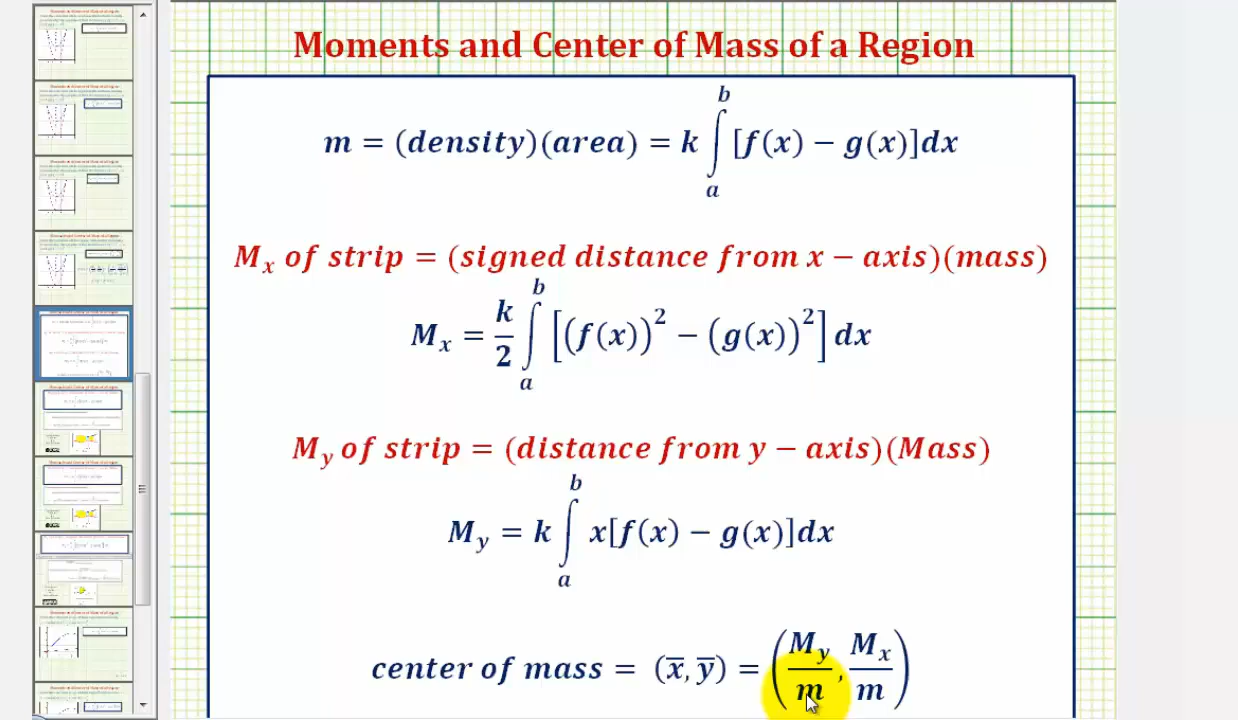 Moments and Center of Mass of a Region
m = (density)(area) = k ∫_a^b [f(x) − g(x)]dx
M_x of strip = (signed distance from x − axis)(mass)
M_x = k/2 ∫_a^b [(f(x))^2 − (g(x))^2] dx
M_y of strip = (distance from y − axis)(Mass)
M_y = k ∫_a^b x[f(x) − g(x)]dx
center of mass = (x̅, y̅) = (M_y/m, M_x/m)